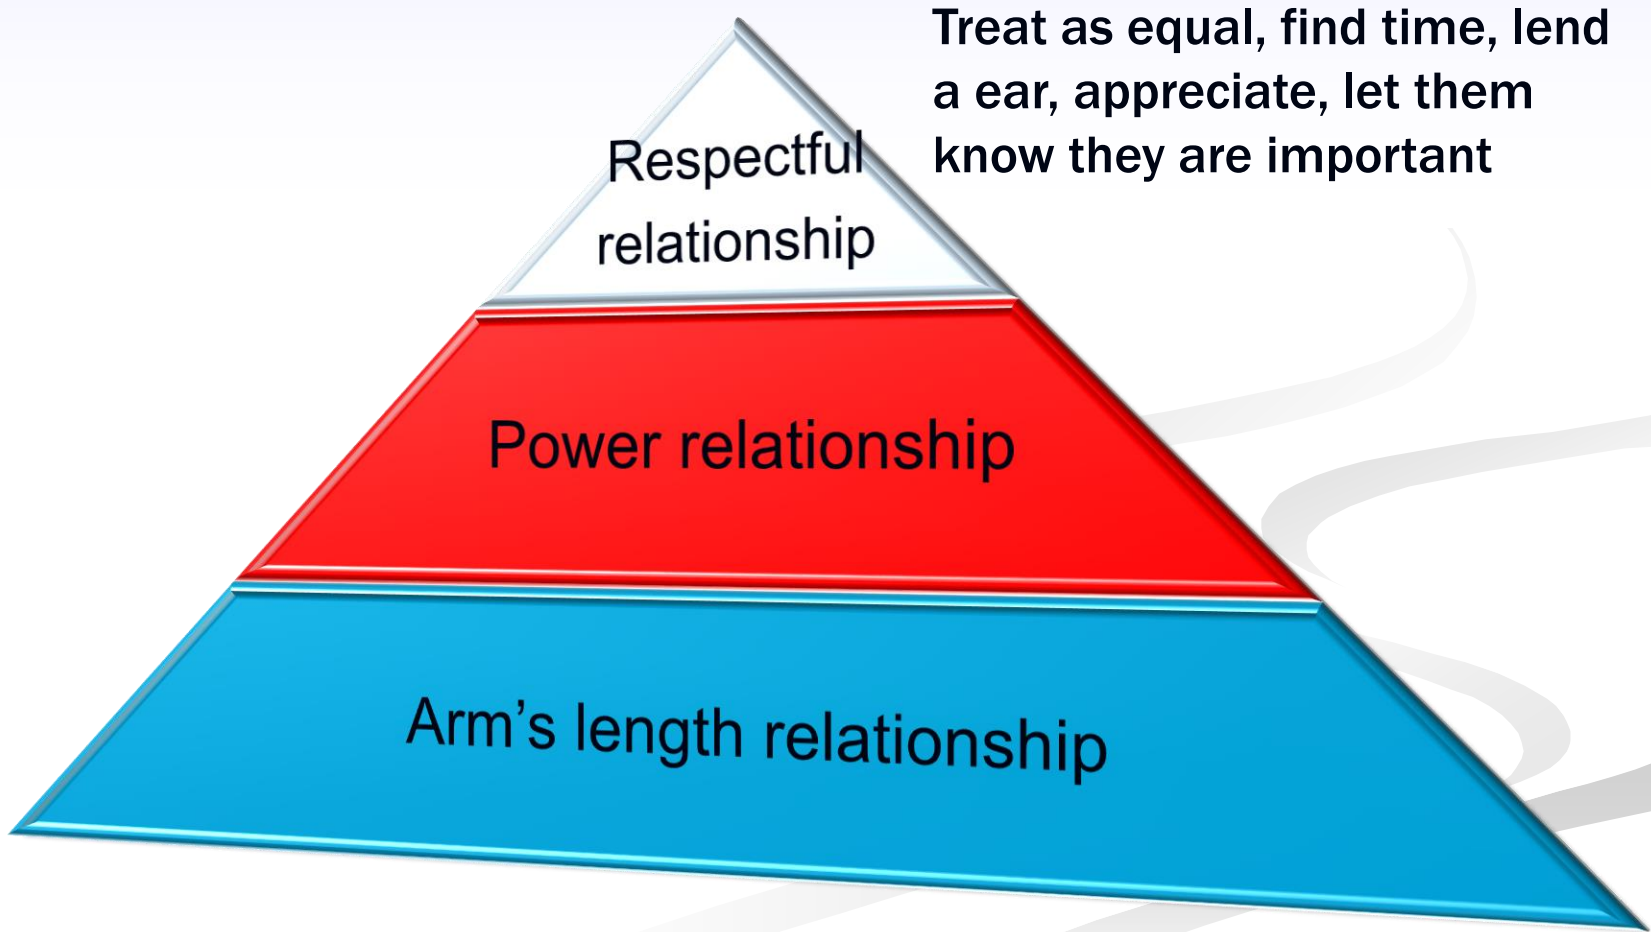 Treat as equal, find time, lend
a ear, appreciate, let them
know they are important
Respectful
relationship
Power relationship
Arm’s length relationship